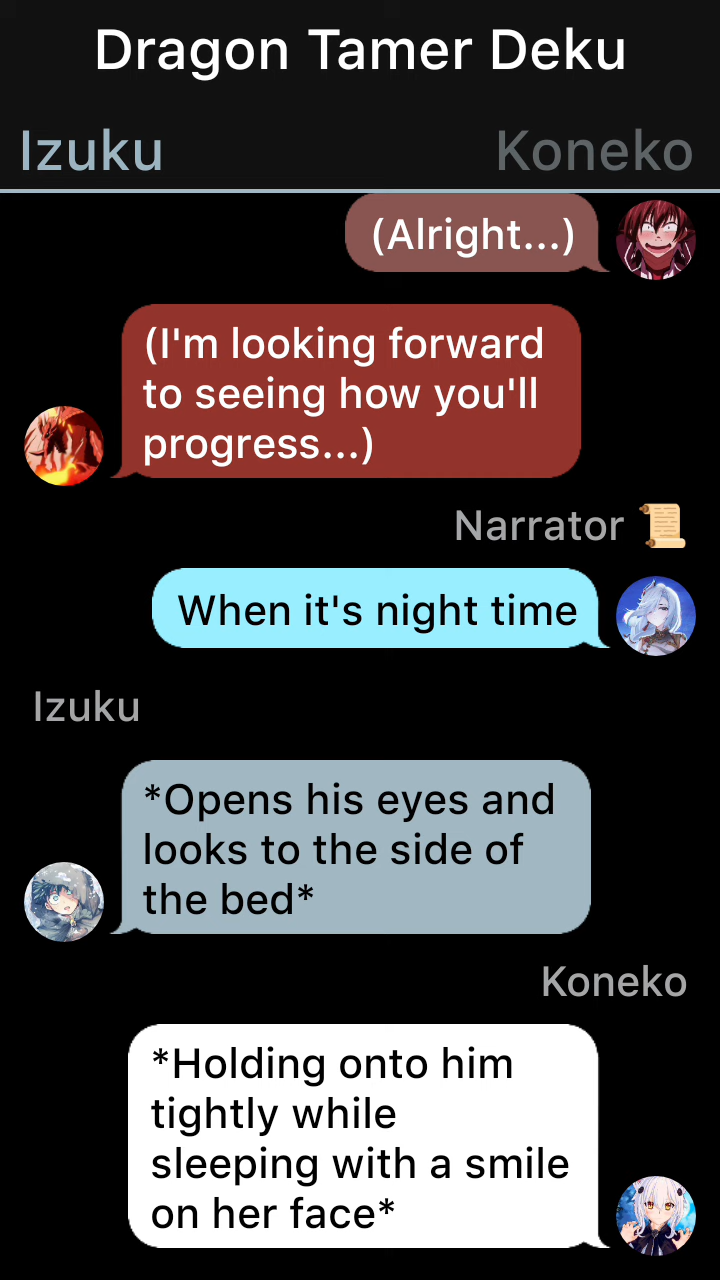 Dragon Tamer Deku
Izuku
Koneko
(Alright...)
(I'm looking forward
to seeing how you'll
progress...)
Narrator 📜
When it's night time
Izuku
*Opens his eyes and
looks to the side of
the bed*
Koneko
*Holding onto him
tightly while
sleeping with a smile
on her face*